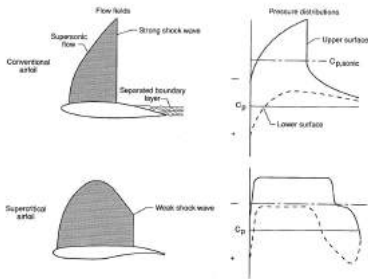 Flow fields
Pressure distributions
Strong shock wave
Supersonic
flow
Upper surface
Conventional
airfoil
Cp,sonic
Separated boundary
layer
–
Cp
Lower surface
+
Supercritical
airfoil
Weak shock wave
–
Cp
+